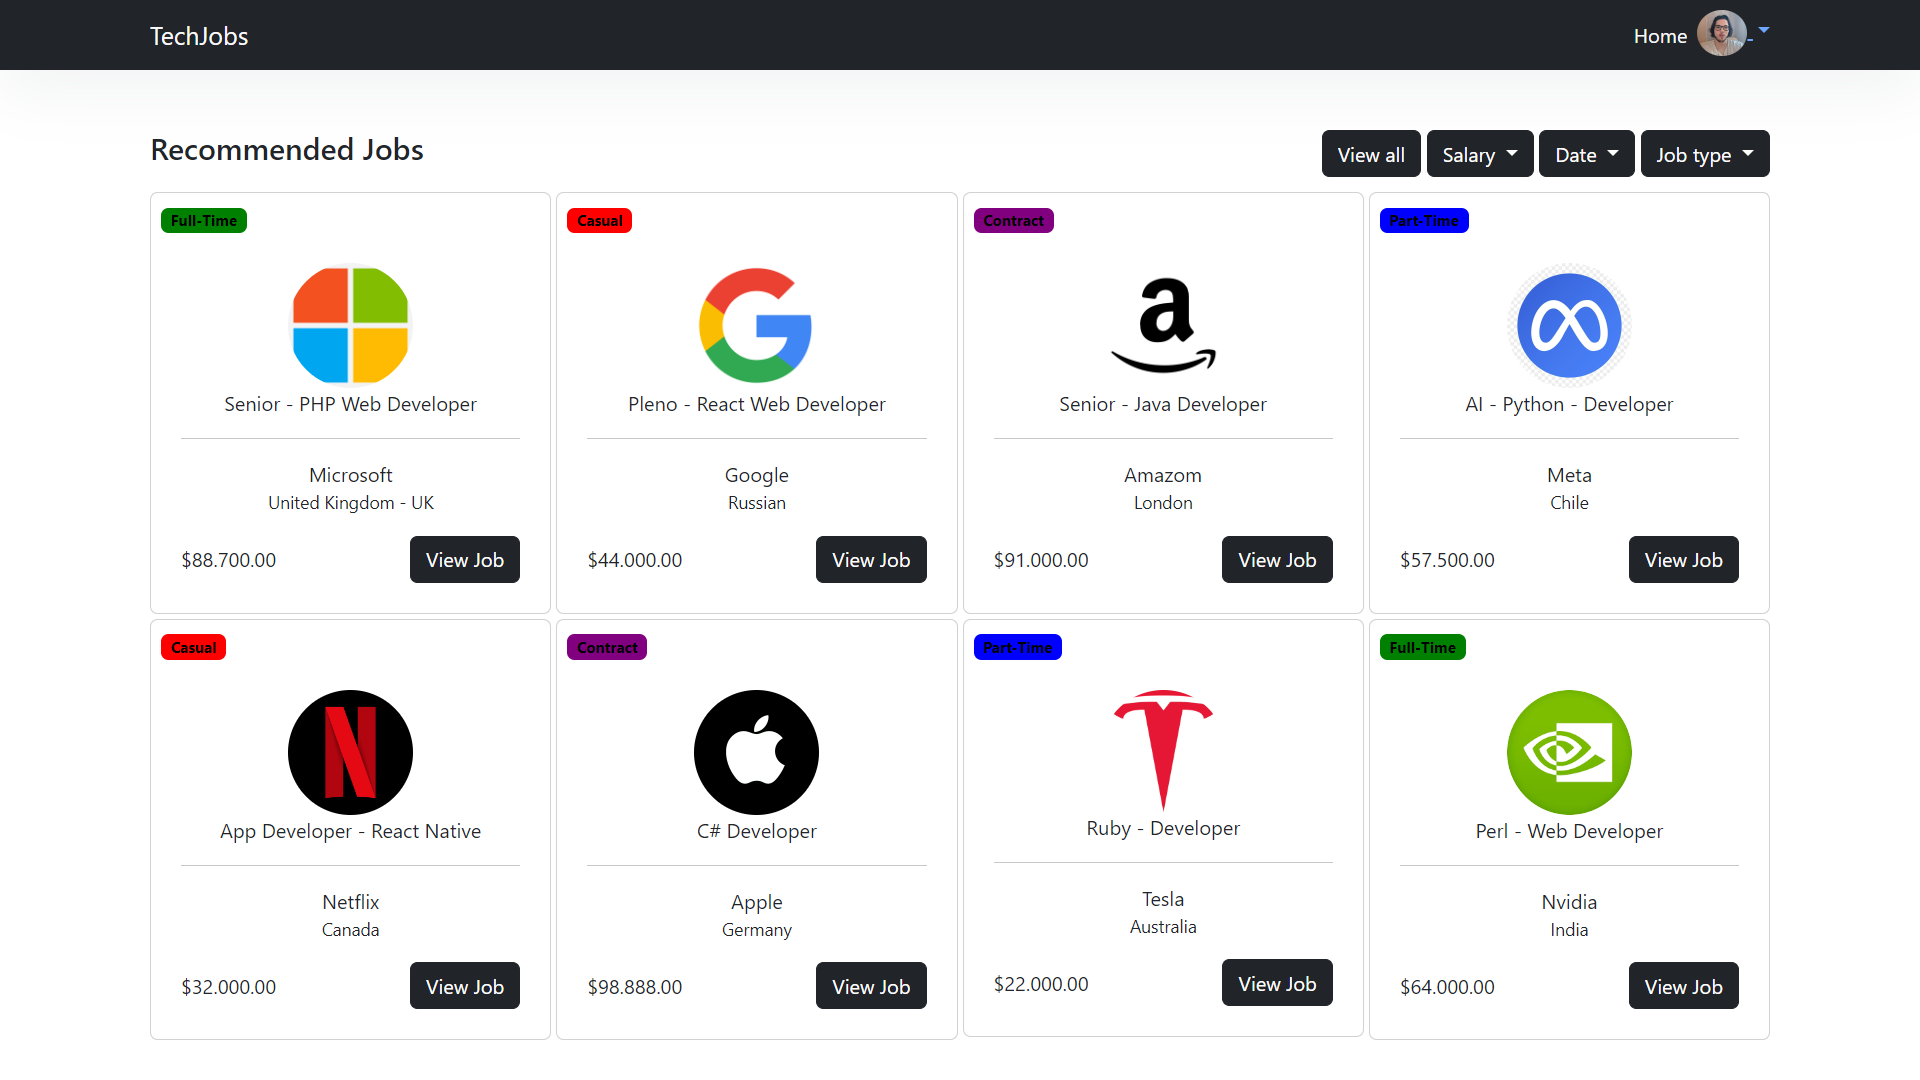 TechJobs
Home
Recommended Jobs
View all
Salary
Date
Job type
Full-Time
Senior - PHP Web Developer
Microsoft
United Kingdom - UK
$88.700.00
View Job
Casual
Pleno - React Web Developer
Google
Russian
$44.000.00
View Job
Contract
a
Senior - Java Developer
Amazom
London
$91.000.00
View Job
Part-Time
AI - Python - Developer
Meta
Chile
$57.500.00
View Job
Casual
App Developer - React Native
Netflix
Canada
$32.000.00
View Job
Contract
C# Developer
Apple
Germany
$98.888.00
View Job
Part-Time
Ruby - Developer
Tesla
Australia
$22.000.00
View Job
Full-Time
Perl - Web Developer
Nvidia
India
$64.000.00
View Job